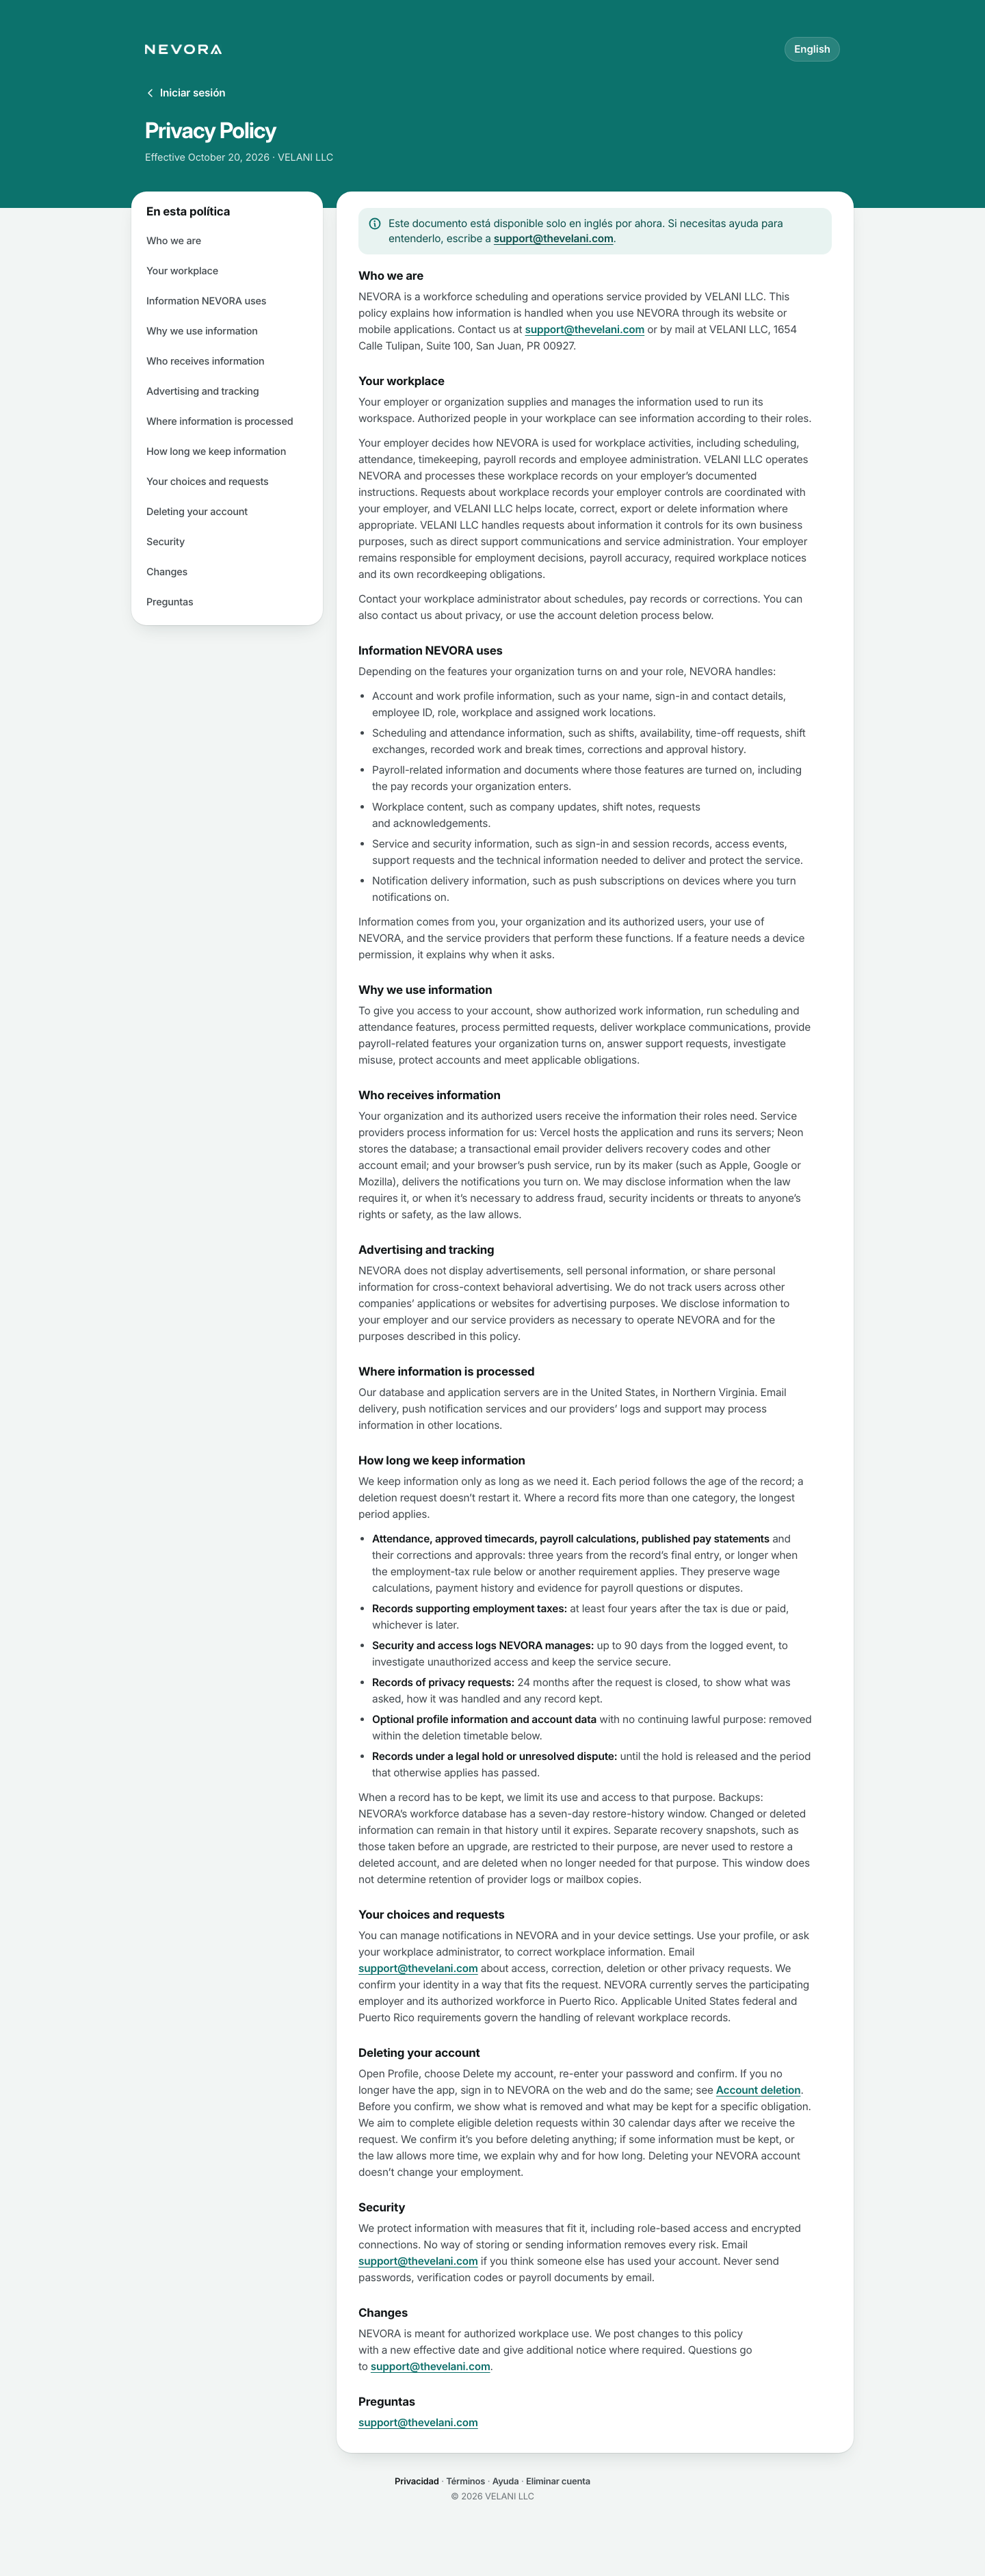 NEVORA
English
Iniciar sesión
Privacy Policy
Effective October 20, 2026 · VELANI LLC
En esta política
Who we are
Your workplace
Information NEVORA uses
Why we use information
Who receives information
Advertising and tracking
Where information is processed
How long we keep information
Your choices and requests
Deleting your account
Security
Changes
Preguntas
Este documento está disponible solo en inglés por ahora. Si necesitas ayuda para
entenderlo, escribe a support@thevelani.com.
Who we are
NEVORA is a workforce scheduling and operations service provided by VELANI LLC. This
policy explains how information is handled when you use NEVORA through its website or
mobile applications. Contact us at support@thevelani.com or by mail at VELANI LLC, 1654
Calle Tulipan, Suite 100, San Juan, PR 00927.
Your workplace
Your employer or organization supplies and manages the information used to run its
workspace. Authorized people in your workplace can see information according to their roles.
Your employer decides how NEVORA is used for workplace activities, including scheduling,
attendance, timekeeping, payroll records and employee administration. VELANI LLC operates
NEVORA and processes these workplace records on your employer’s documented
instructions. Requests about workplace records your employer controls are coordinated with
your employer, and VELANI LLC helps locate, correct, export or delete information where
appropriate. VELANI LLC handles requests about information it controls for its own business
purposes, such as direct support communications and service administration. Your employer
remains responsible for employment decisions, payroll accuracy, required workplace notices
and its own recordkeeping obligations.
Contact your workplace administrator about schedules, pay records or corrections. You can
also contact us about privacy, or use the account deletion process below.
Information NEVORA uses
Depending on the features your organization turns on and your role, NEVORA handles:
• Account and work profile information, such as your name, sign-in and contact details,
employee ID, role, workplace and assigned work locations.
• Scheduling and attendance information, such as shifts, availability, time-off requests, shift
exchanges, recorded work and break times, corrections and approval history.
• Payroll-related information and documents where those features are turned on, including
the pay records your organization enters.
• Workplace content, such as company updates, shift notes, requests
and acknowledgements.
• Service and security information, such as sign-in and session records, access events,
support requests and the technical information needed to deliver and protect the service.
• Notification delivery information, such as push subscriptions on devices where you turn
notifications on.
Information comes from you, your organization and its authorized users, your use of
NEVORA, and the service providers that perform these functions. If a feature needs a device
permission, it explains why when it asks.
Why we use information
To give you access to your account, show authorized work information, run scheduling and
attendance features, process permitted requests, deliver workplace communications, provide
payroll-related features your organization turns on, answer support requests, investigate
misuse, protect accounts and meet applicable obligations.
Who receives information
Your organization and its authorized users receive the information their roles need. Service
providers process information for us: Vercel hosts the application and runs its servers; Neon
stores the database; a transactional email provider delivers recovery codes and other
account email; and your browser’s push service, run by its maker (such as Apple, Google or
Mozilla), delivers the notifications you turn on. We may disclose information when the law
requires it, or when it’s necessary to address fraud, security incidents or threats to anyone’s
rights or safety, as the law allows.
Advertising and tracking
NEVORA does not display advertisements, sell personal information, or share personal
information for cross-context behavioral advertising. We do not track users across other
companies’ applications or websites for advertising purposes. We disclose information to
your employer and our service providers as necessary to operate NEVORA and for the
purposes described in this policy.
Where information is processed
Our database and application servers are in the United States, in Northern Virginia. Email
delivery, push notification services and our providers’ logs and support may process
information in other locations.
How long we keep information
We keep information only as long as we need it. Each period follows the age of the record; a
deletion request doesn’t restart it. Where a record fits more than one category, the longest
period applies.
• Attendance, approved timecards, payroll calculations, published pay statements and
their corrections and approvals: three years from the record’s final entry, or longer when
the employment-tax rule below or another requirement applies. They preserve wage
calculations, payment history and evidence for payroll questions or disputes.
• Records supporting employment taxes: at least four years after the tax is due or paid,
whichever is later.
• Security and access logs NEVORA manages: up to 90 days from the logged event, to
investigate unauthorized access and keep the service secure.
• Records of privacy requests: 24 months after the request is closed, to show what was
asked, how it was handled and any record kept.
• Optional profile information and account data with no continuing lawful purpose: removed
within the deletion timetable below.
• Records under a legal hold or unresolved dispute: until the hold is released and the period
that otherwise applies has passed.
When a record has to be kept, we limit its use and access to that purpose. Backups:
NEVORA’s workforce database has a seven-day restore-history window. Changed or deleted
information can remain in that history until it expires. Separate recovery snapshots, such as
those taken before an upgrade, are restricted to their purpose, are never used to restore a
deleted account, and are deleted when no longer needed for that purpose. This window does
not determine retention of provider logs or mailbox copies.
Your choices and requests
You can manage notifications in NEVORA and in your device settings. Use your profile, or ask
your workplace administrator, to correct workplace information. Email
support@thevelani.com about access, correction, deletion or other privacy requests. We
confirm your identity in a way that fits the request. NEVORA currently serves the participating
employer and its authorized workforce in Puerto Rico. Applicable United States federal and
Puerto Rico requirements govern the handling of relevant workplace records.
Deleting your account
Open Profile, choose Delete my account, re-enter your password and confirm. If you no
longer have the app, sign in to NEVORA on the web and do the same; see Account deletion.
Before you confirm, we show what is removed and what may be kept for a specific obligation.
We aim to complete eligible deletion requests within 30 calendar days after we receive the
request. We confirm it’s you before deleting anything; if some information must be kept, or
the law allows more time, we explain why and for how long. Deleting your NEVORA account
doesn’t change your employment.
Security
We protect information with measures that fit it, including role-based access and encrypted
connections. No way of storing or sending information removes every risk. Email
support@thevelani.com if you think someone else has used your account. Never send
passwords, verification codes or payroll documents by email.
Changes
NEVORA is meant for authorized workplace use. We post changes to this policy
with a new effective date and give additional notice where required. Questions go
to support@thevelani.com.
Preguntas
support@thevelani.com
Privacidad · Términos · Ayuda · Eliminar cuenta
© 2026 VELANI LLC